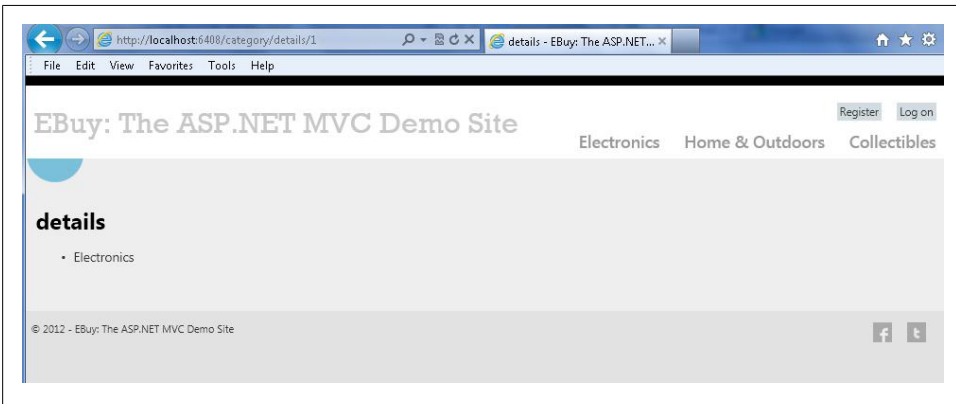 http://localhost:6408/category/details/1
details - EBuy: The ASP.NET...
File Edit View Favorites Tools Help
EBuy: The ASP.NET MVC Demo Site
Register Log on
Electronics Home & Outdoors Collectibles
details
• Electronics
© 2012 - EBuy: The ASP.NET MVC Demo Site
f t